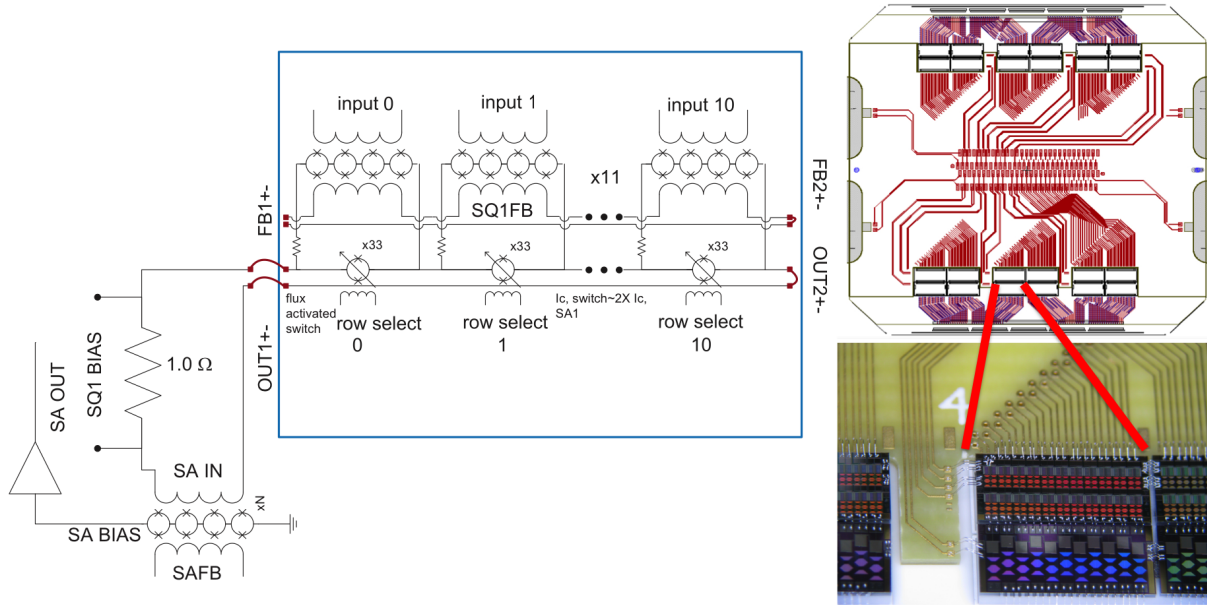 input 0
input 1
input 10
x11
FB1+-
SQ1FB
FB2+-
x33
x33
x33
flux
activated
switch
row select
0
row select
1
Ic, switch~2X Ic,
SA1
row select
10
OUT1+-
OUT2+-
SA OUT
SQ1 BIAS
1.0 Ω
SA IN
xN
SA BIAS
SAFB
4